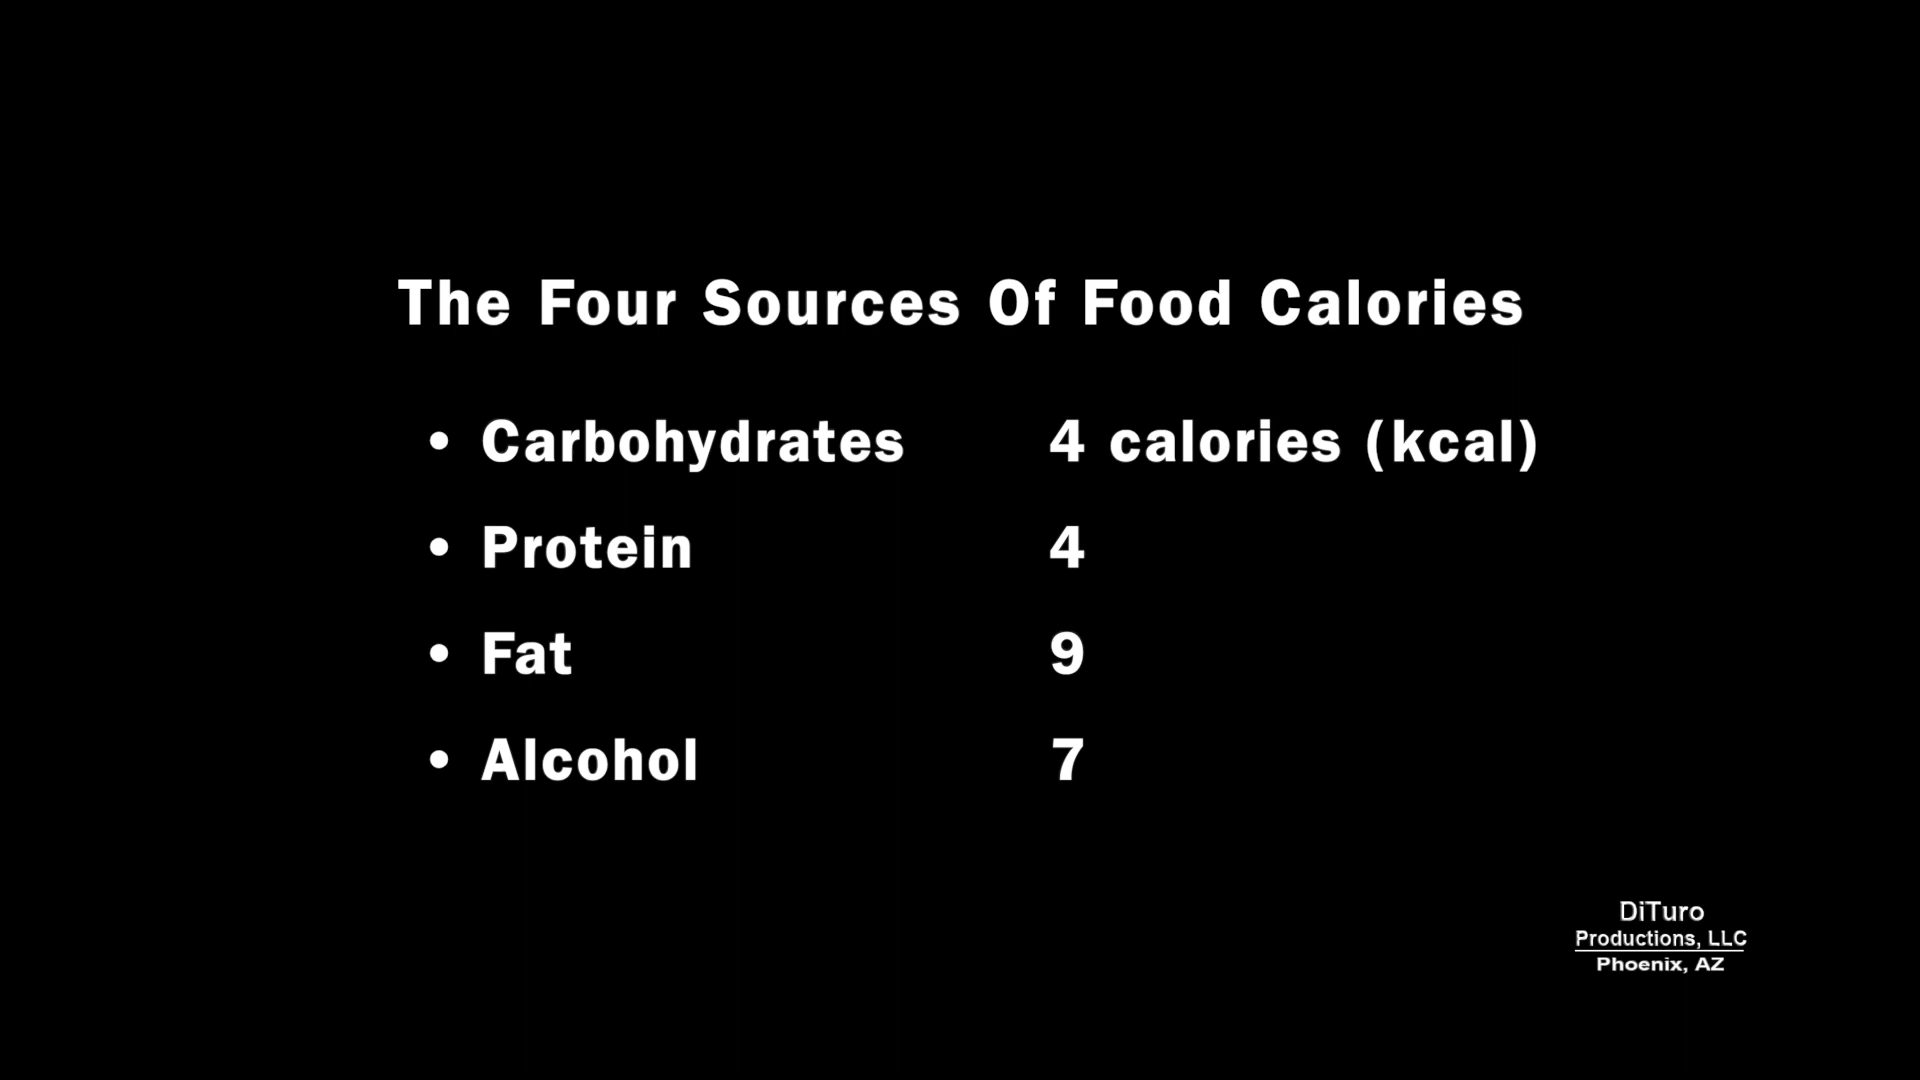 The Four Sources Of Food Calories
• Carbohydrates 4 calories (kcal)
• Protein 4
• Fat 9
• Alcohol 7
DiTuro
Productions, LLC
Phoenix, AZ